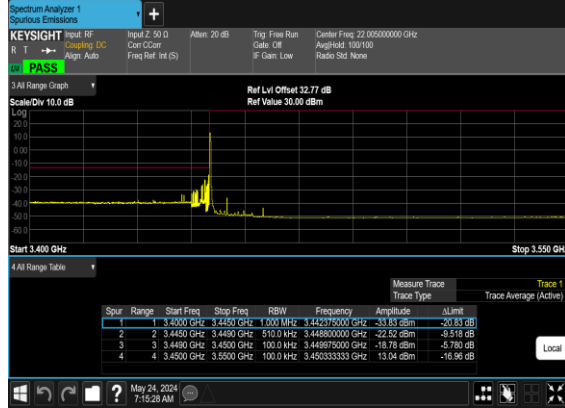 Spectrum Analyzer 1
Spurious Emissions
+
KEYSIGHT Input: RF Input Z: 50 Ω Atten: 20 dB Trig: Free Run Center Freq: 22.005000000 GHz
R T Coupling: DC Corr CCorr Gate: Off Avg|Hold: 100/100
Align: Auto Freq Ref: Int (S) IF Gain: Low Radio Std: None
PASS
3 All Range Graph
Ref Lvl Offset 32.77 dB
Scale/Div 10.0 dB Ref Value 30.00 dBm
Log
20.0
10.0
0.00
-10.0
-20.0
-30.0
-40.0
-50.0
-60.0
Start 3.400 GHz Stop 3.550 GH
4 All Range Table
Measure Trace Trace 1
Trace Type Trace Average (Active)
Spur Range Start Freq Stop Freq RBW Frequency Amplitude ΔLimit
1 1 3.4000 GHz 3.4450 GHz 1.000 MHz 3.442375000 GHz -33.83 dBm -20.83 dB
2 2 3.4450 GHz 3.4490 GHz 510.0 kHz 3.448800000 GHz -22.52 dBm -9.518 dB
3 3 3.4490 GHz 3.4500 GHz 100.0 kHz 3.449975000 GHz -18.78 dBm -5.780 dB
4 4 3.4500 GHz 3.5500 GHz 100.0 kHz 3.450333333 GHz 13.04 dBm -16.96 dB
Local
? May 24, 2024
7:15:28 AM